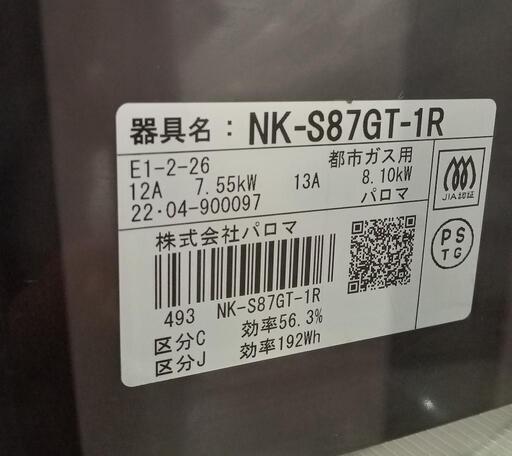 器具名： NK-S87GT-1R
E1-2-26 都市ガス用
12A 7.55kW 13A 8.10kW
22・04-900097 パロマ
JIA認証
株式会社パロマ
PS
TG
493 NK-S87GT-1R
区分C 効率56.3%
区分J 効率192Wh